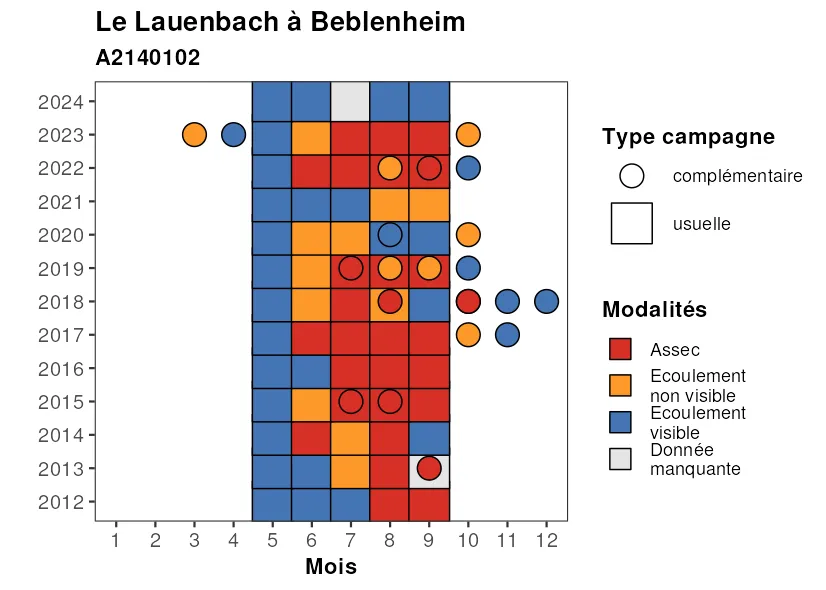 Le Lauenbach à Beblenheim
A2140102
2024
2023
2022
2021
2020
2019
2018
2017
2016
2015
2014
2013
2012
1 2 3 4 5 6 7 8 9 10 11 12
Mois
Type campagne
complémentaire
usuelle
Modalités
Assec
Ecoulement
non visible
Ecoulement
visible
Donnée
manquante